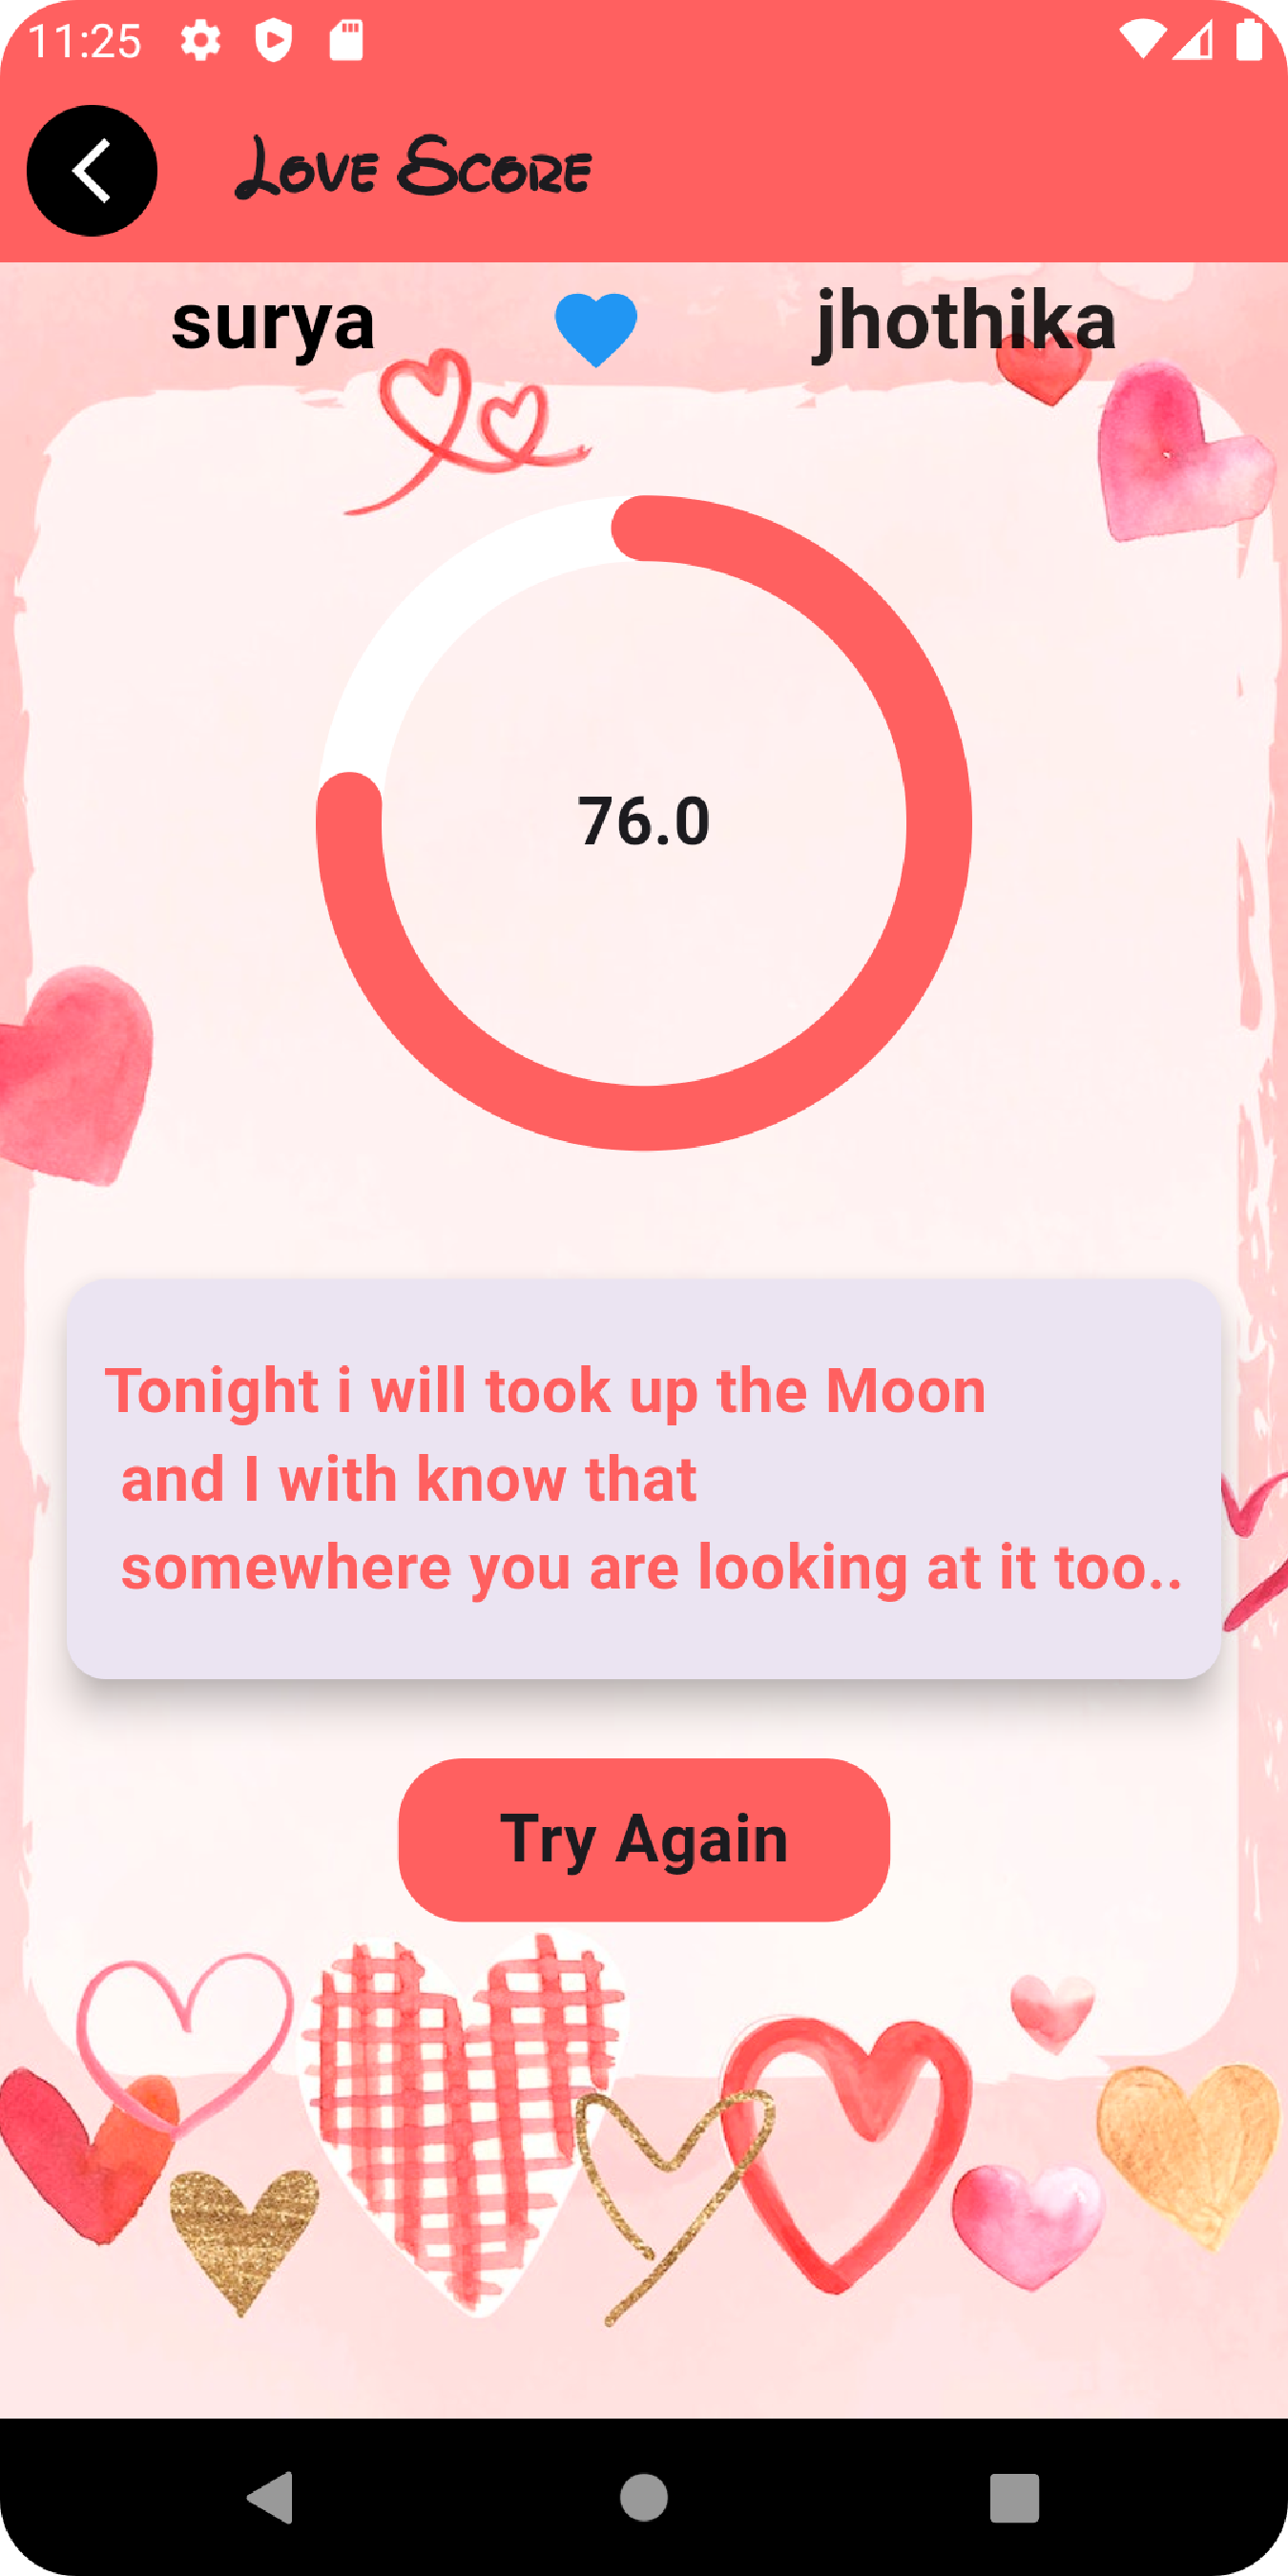 11:25
Love Score
surya
jhothika
76.0
Tonight i will took up the Moon
and I with know that
somewhere you are looking at it too..
Try Again